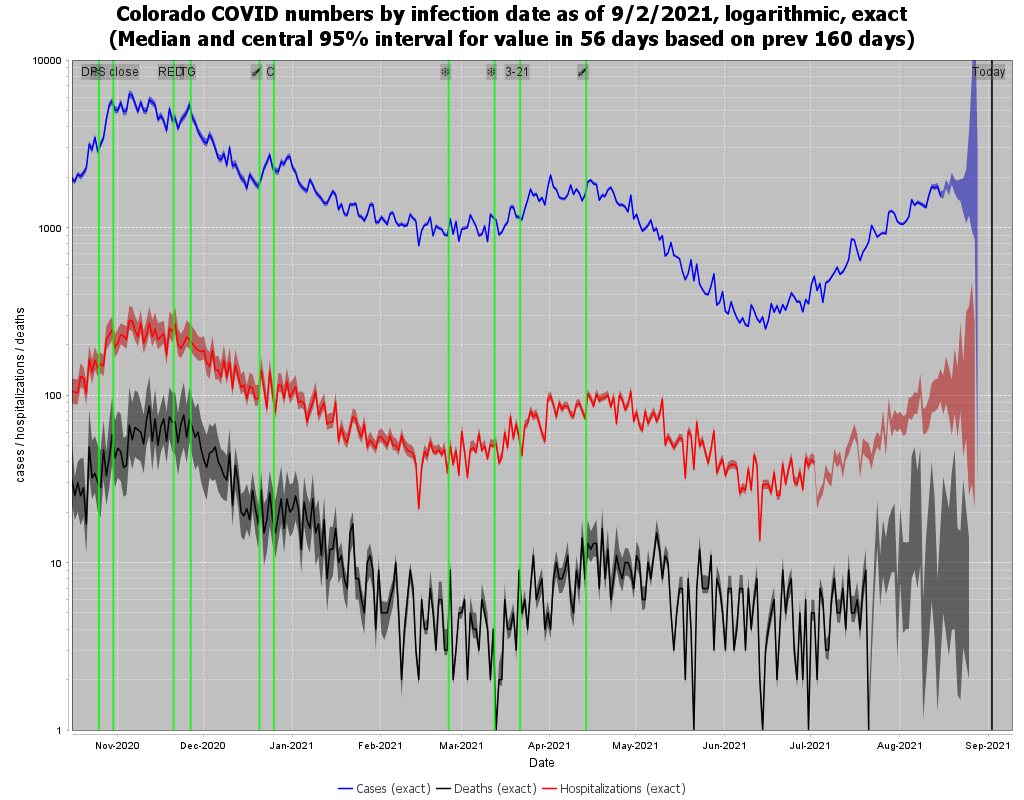 Colorado COVID numbers by infection date as of 9/2/2021, logarithmic, exact
(Median and central 95% interval for value in 56 days based on prev 160 days)
10000
1000
100
10
1
cases / hospitalizations / deaths
close
RED
TG
C
3-21
Today
Nov-2020 Dec-2020 Jan-2021 Feb-2021 Mar-2021 Apr-2021 May-2021 Jun-2021 Jul-2021 Aug-2021 Sep-2021
Date
Cases (exact) Deaths (exact) Hospitalizations (exact)